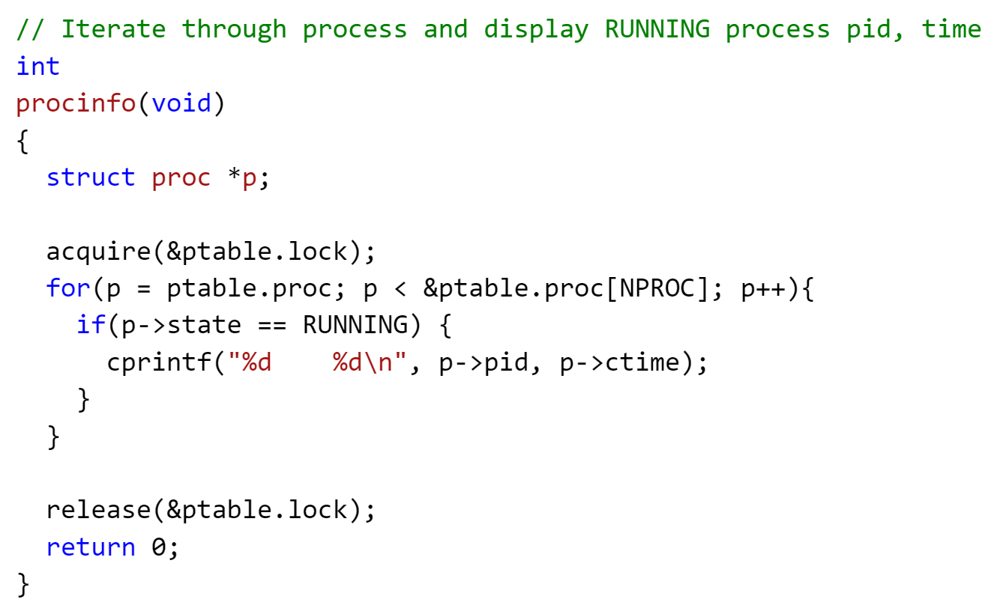 // Iterate through process and display RUNNING process pid, time
int
procinfo(void)
{
  struct proc *p;

  acquire(&ptable.lock);
  for(p = ptable.proc; p < &ptable.proc[NPROC]; p++){
    if(p->state == RUNNING) {
      cprintf("%d    %d\n", p->pid, p->ctime);
    }
  }

  release(&ptable.lock);
  return 0;
}